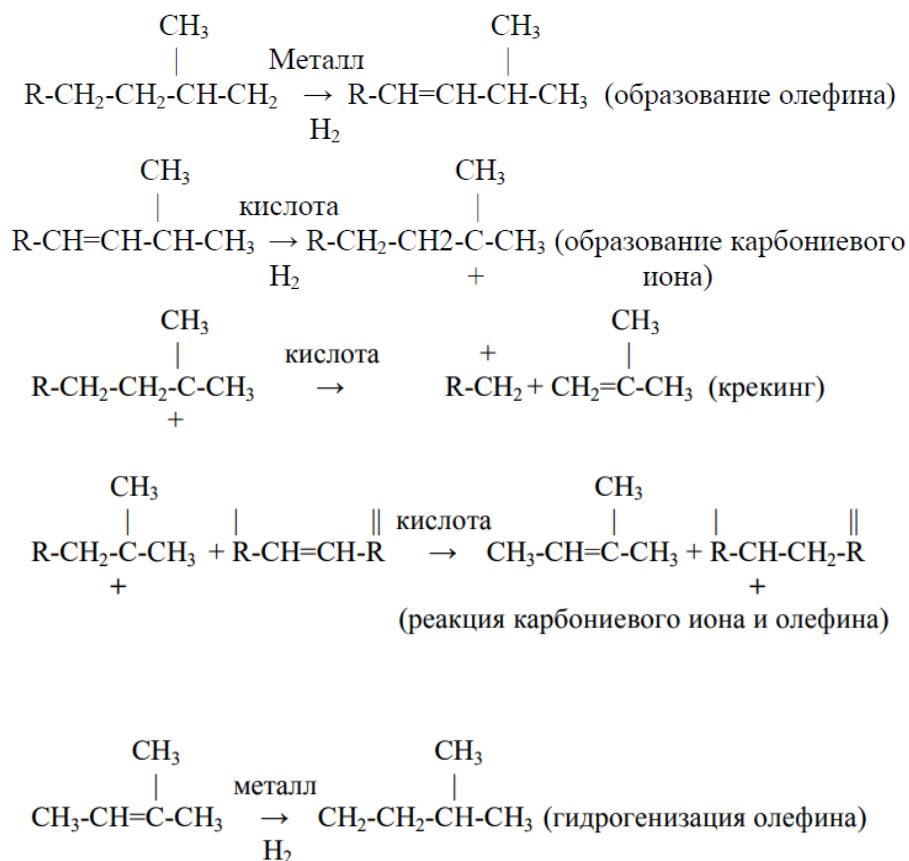 CH₃ CH₃
| Металл |
R-CH₂-CH₂-CH-CH₂ → R-CH=CH-CH-CH₃ (образование олефина)
H₂
CH₃ CH₃
| кислота |
R-CH=CH-CH-CH₃ → R-CH₂-CH2-C-CH₃ (образование карбониевого
H₂ + иона)
CH₃ CH₃
| кислота + |
R-CH₂-CH₂-C-CH₃ → R-CH₂ + CH₂=C-CH₃ (крекинг)
+
CH₃ CH₃
| | || кислота | | ||
R-CH₂-C-CH₃ + R-CH=CH-R → CH₃-CH=C-CH₃ + R-CH-CH₂-R
+ +
(реакция карбониевого иона и олефина)
CH₃ CH₃
| металл |
CH₃-CH=C-CH₃ → CH₂-CH₂-CH-CH₃ (гидрогенизация олефина)
H₂